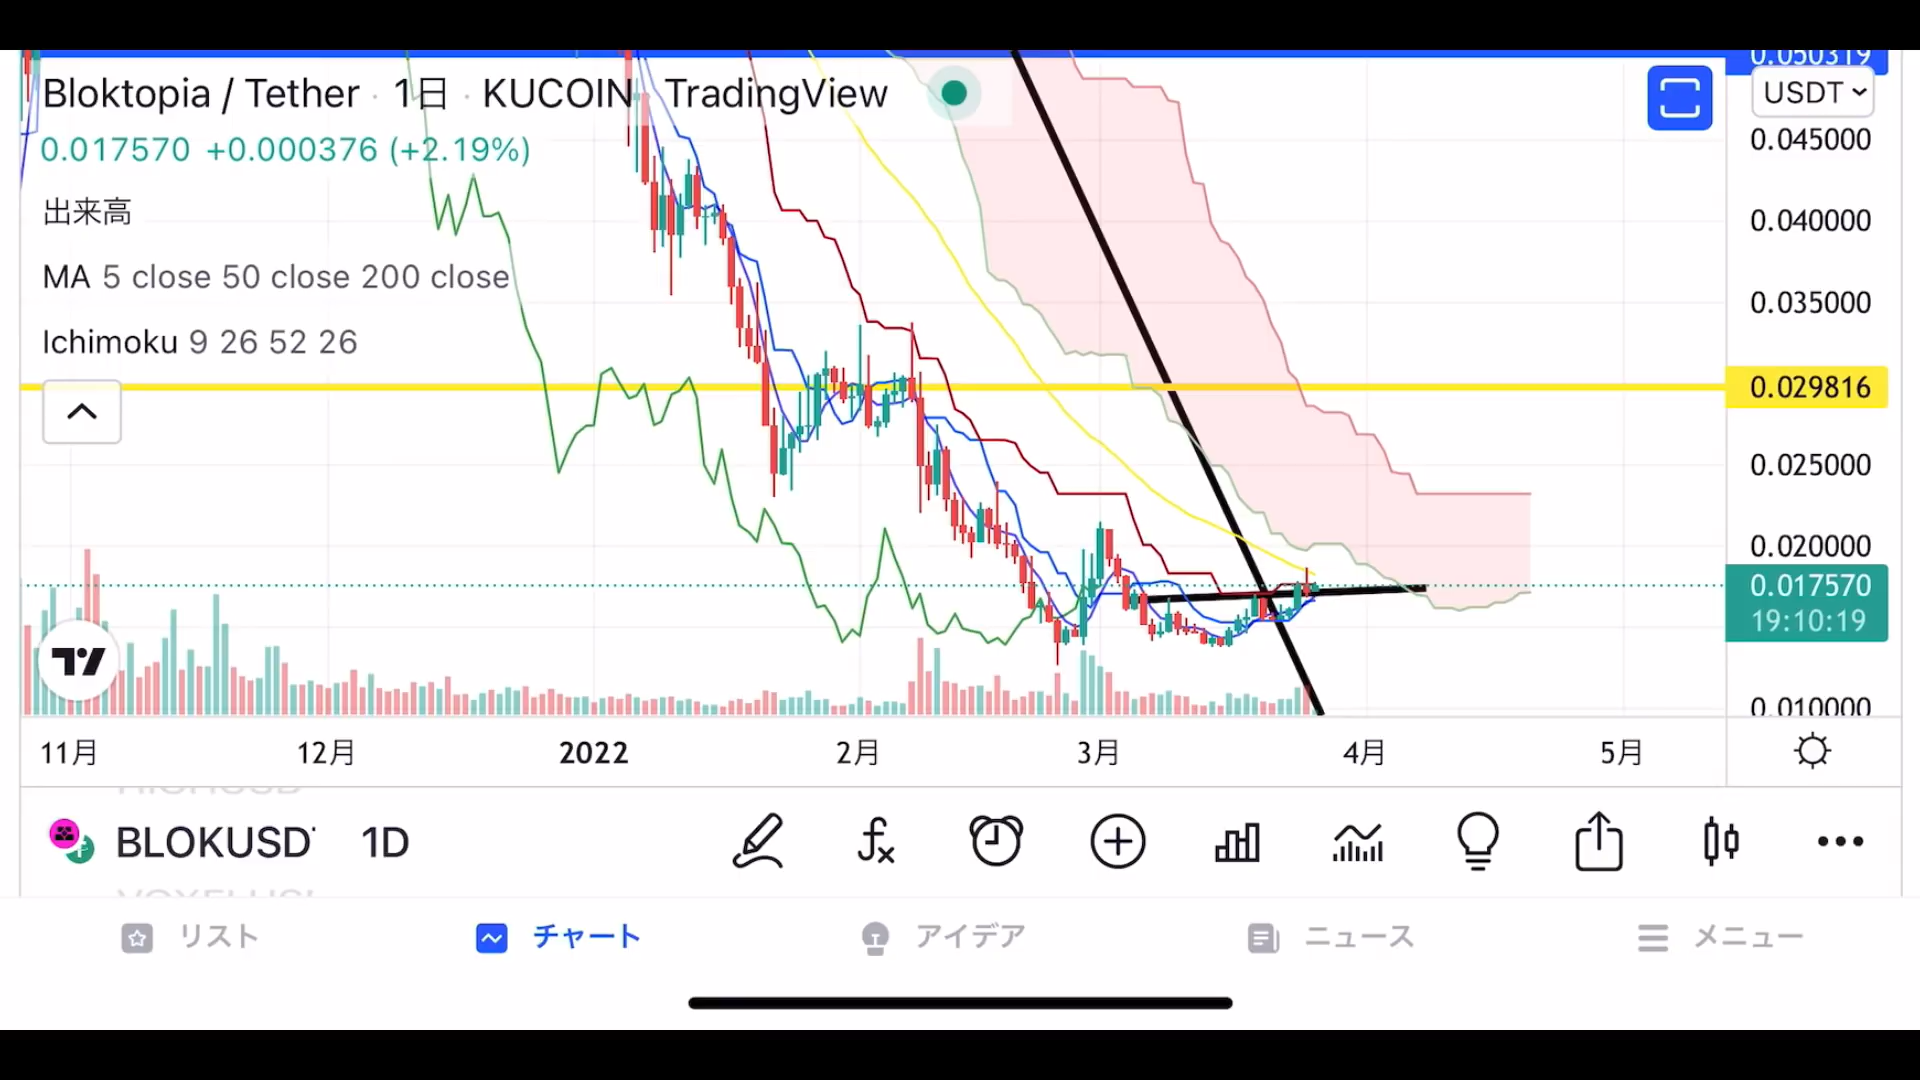 0.050319
Bloktopia / Tether · 1日 · KUCOIN TradingView
USDT
0.017570 +0.000376 (+2.19%)
0.045000
出来高
0.040000
MA 5 close 50 close 200 close
0.035000
Ichimoku 9 26 52 26
0.029816
0.025000
0.020000
0.017570
19:10:19
0.010000
11月 12月 2022 2月 3月 4月 5月
BLOKUSD 1D
リスト チャート アイデア ニュース メニュー